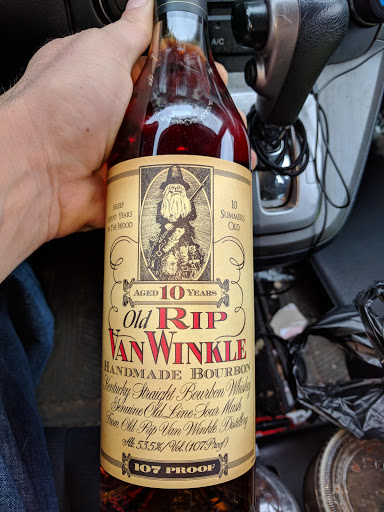 A/C
ASLEEP
MANY YEARS
IN THE WOOD
10
SUMMERS
OLD
AGED 10 YEARS
Old RIP
VAN WINKLE
HANDMADE BOURBON
Kentucky Straight Bourbon Whiskey
Genuine Old-Line Sour Mash
From Old Rip Van Winkle Distillery
Alc 53.5%/Vol. (107 Proof)
107 PROOF